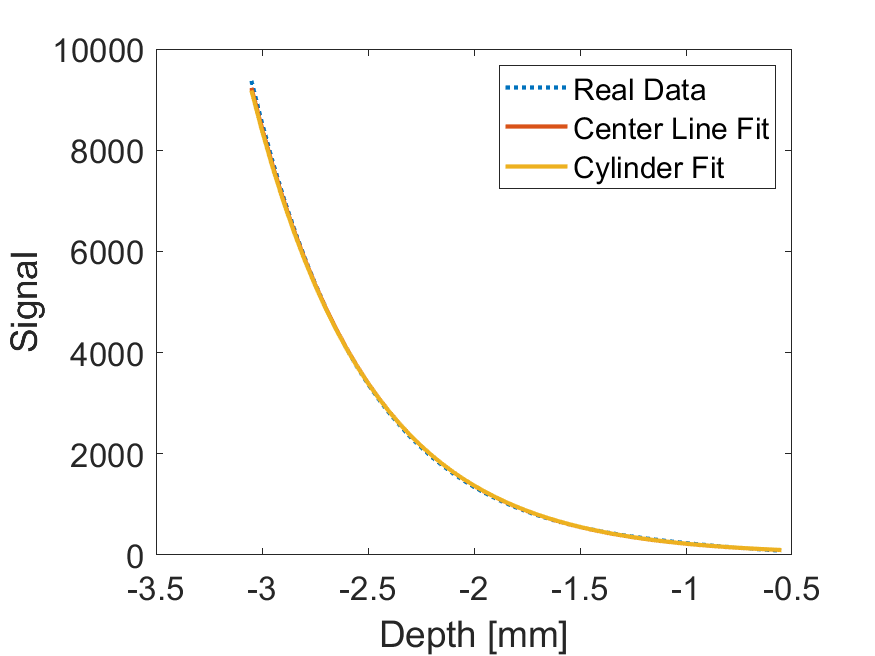 10000
8000
6000
4000
2000
0
Signal
-3.5 -3 -2.5 -2 -1.5 -1 -0.5
Depth [mm]
Real Data
Center Line Fit
Cylinder Fit